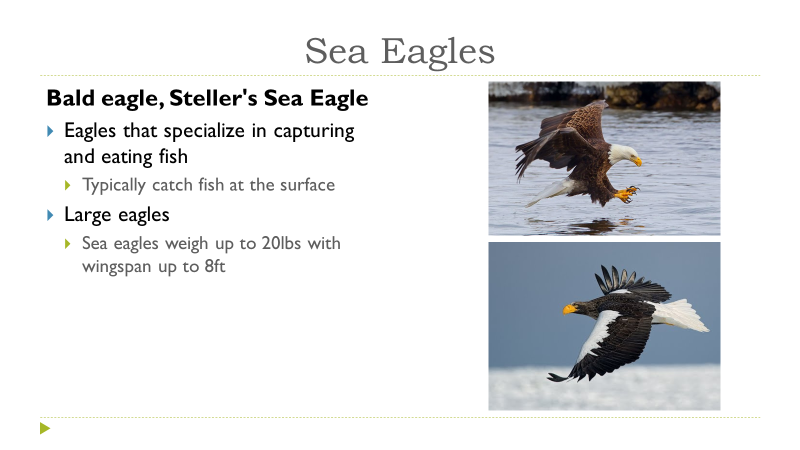 Sea Eagles
Bald eagle, Steller's Sea Eagle
Eagles that specialize in capturing
and eating fish
Typically catch fish at the surface
Large eagles
Sea eagles weigh up to 20lbs with
wingspan up to 8ft